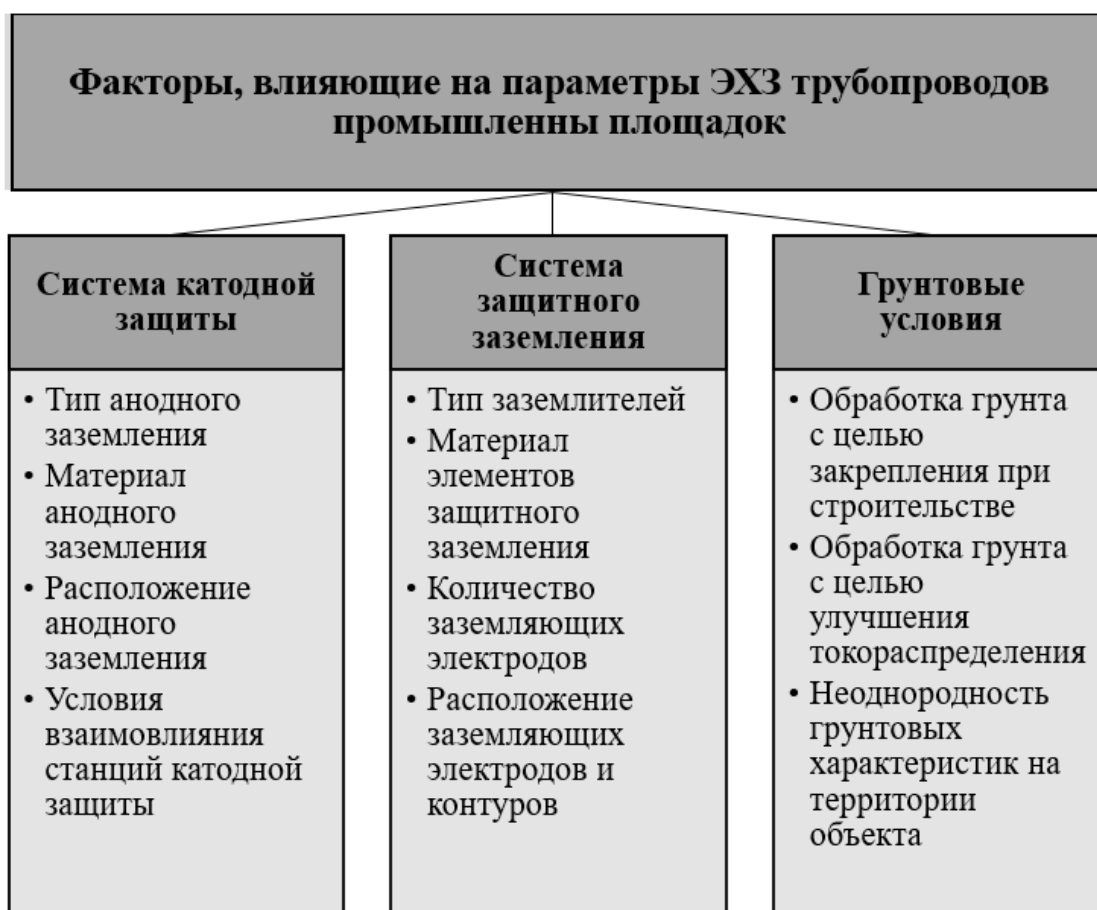 Факторы, влияющие на параметры ЭХЗ трубопроводов
промышленны площадок
Система катодной
защиты
• Тип анодного
заземления
• Материал
анодного
заземления
• Расположение
анодного
заземления
• Условия
взаимовлияния
станций катодной
защиты
Система
защитного
заземления
• Тип заземлителей
• Материал
элементов
защитного
заземления
• Количество
заземляющих
электродов
• Расположение
заземляющих
электродов и
контуров
Грунтовые
условия
• Обработка грунта
с целью
закрепления при
строительстве
• Обработка грунта
с целью
улучшения
токораспределения
• Неоднородность
грунтовых
характеристик на
территории
объекта